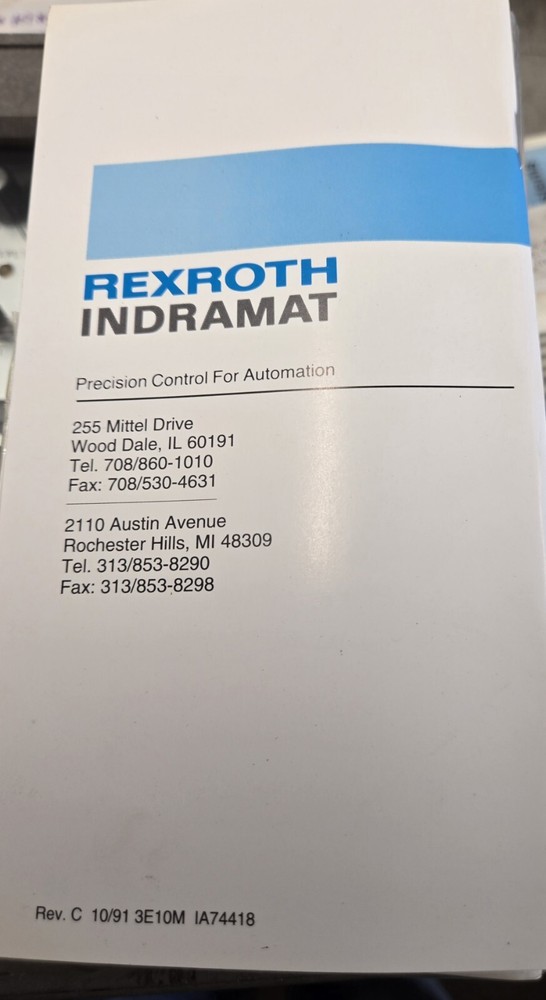 REXROTH
INDRAMAT
Precision Control For Automation
255 Mittel Drive
Wood Dale, IL 60191
Tel. 708/860-1010
Fax: 708/530-4631
2110 Austin Avenue
Rochester Hills, MI 48309
Tel. 313/853-8290
Fax: 313/853-8298
Rev. C 10/91 3E10M IA74418